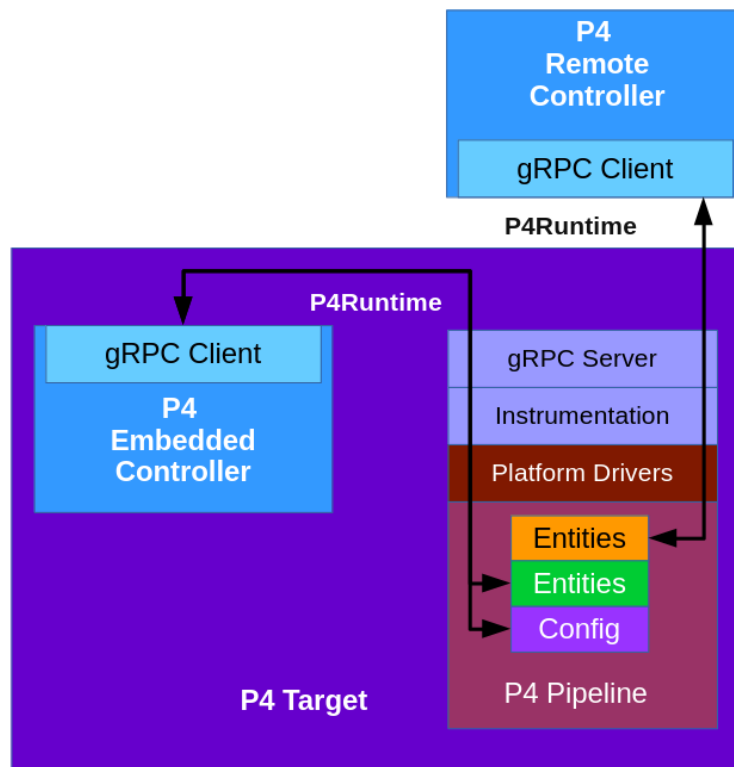 P4
Remote
Controller
gRPC Client
P4Runtime
P4Runtime
gRPC Client
P4
Embedded
Controller
gRPC Server
Instrumentation
Platform Drivers
Entities
Entities
Config
P4 Pipeline
P4 Target